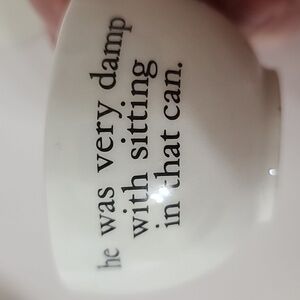 he was very damp
with sitting
in that can.